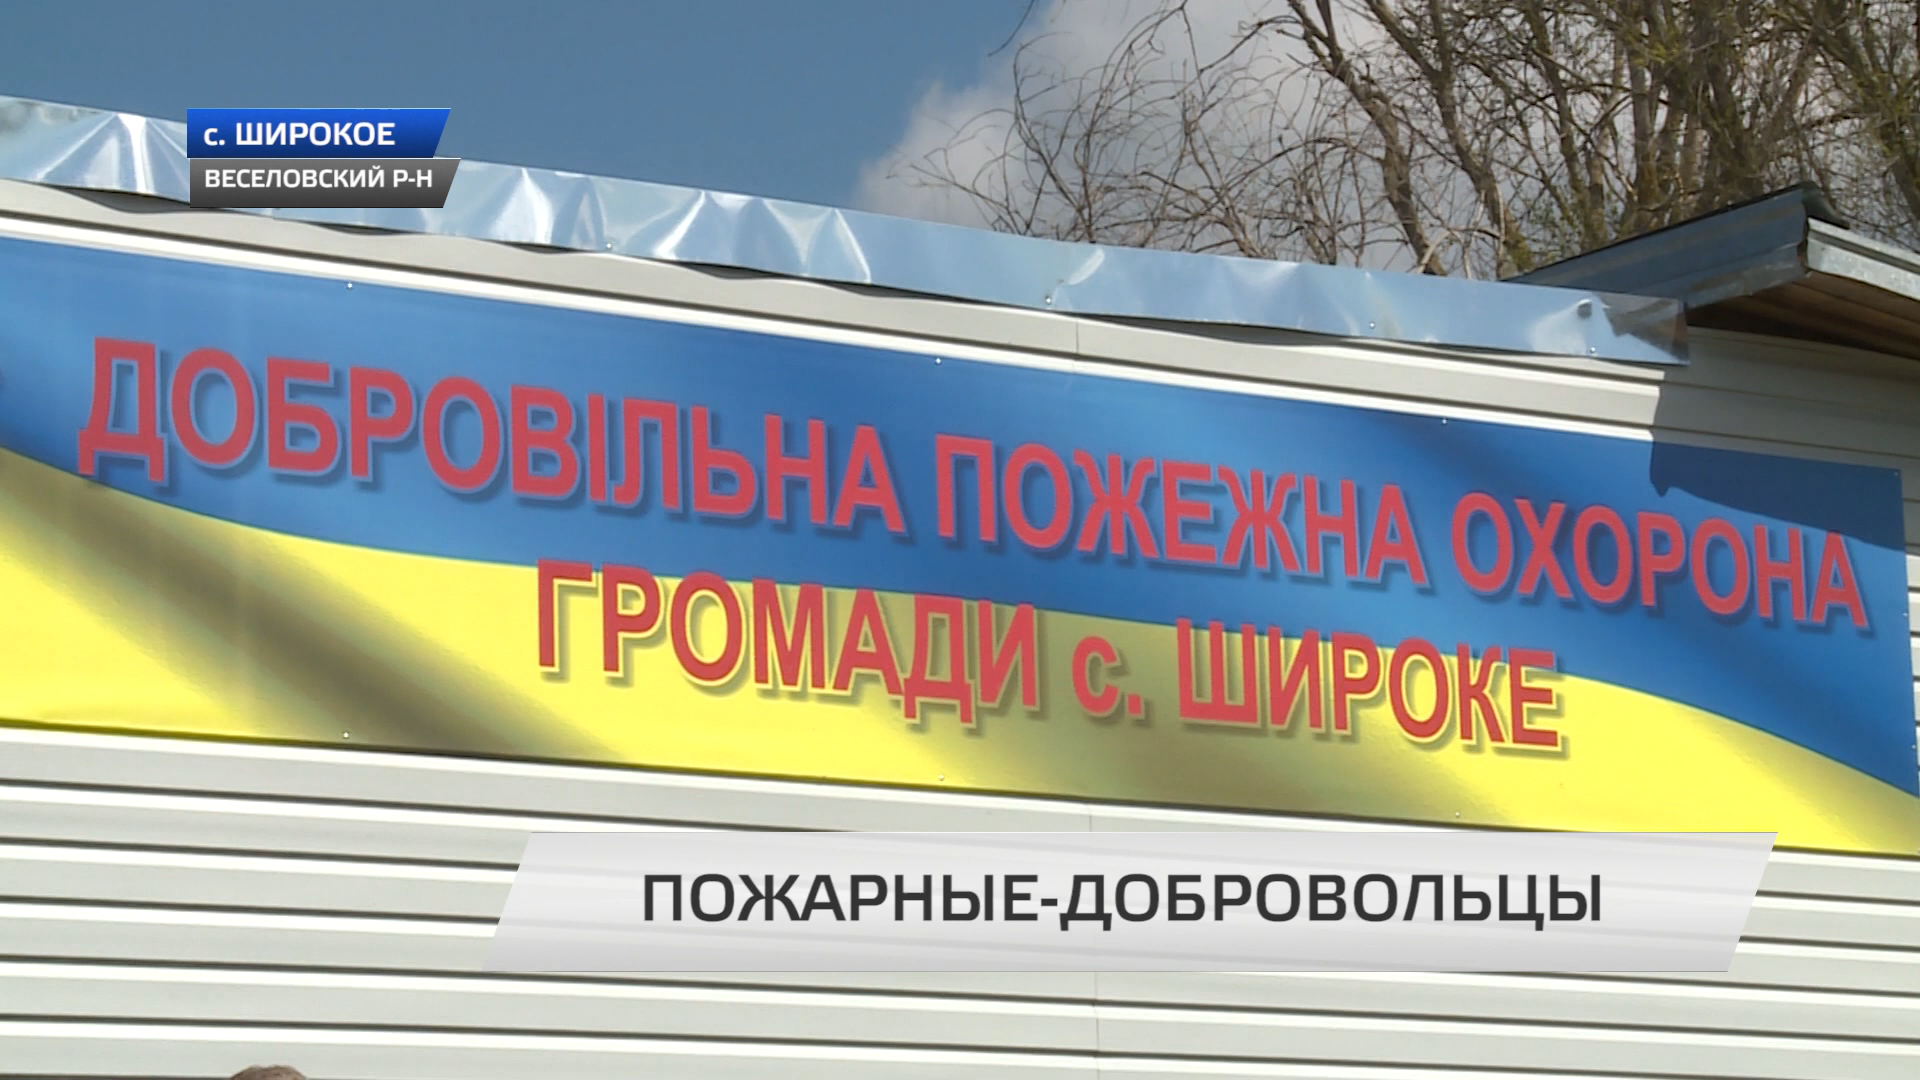 с. ШИРОКОЕ
ВЕСЕЛОВСКИЙ Р-Н
ДОБРОВІЛЬНА ПОЖЕЖНА ОХОРОНА
ГРОМАДИ с. ШИРОКЕ
ПОЖАРНЫЕ-ДОБРОВОЛЬЦЫ